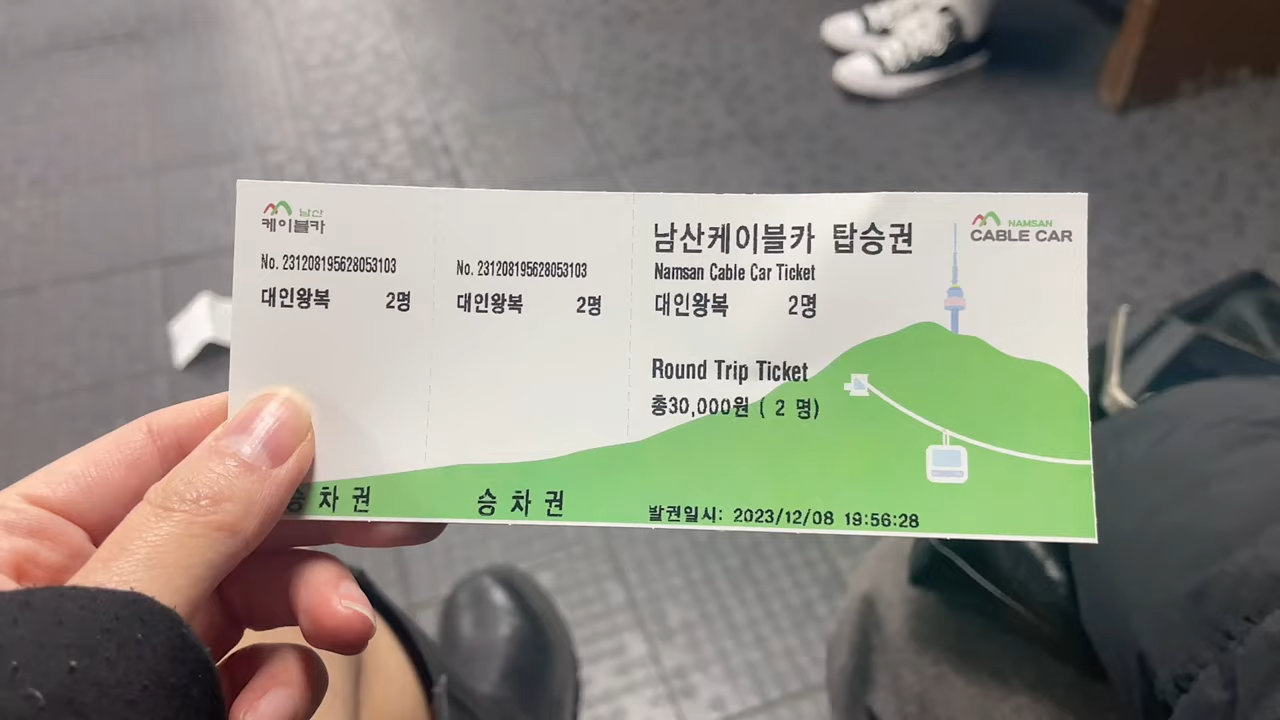 남산
케이블카
No. 231208195628053103
대인왕복 2명
승차권
No. 231208195628053103
대인왕복 2명
승차권
남산케이블카 탑승권
Namsan Cable Car Ticket
대인왕복 2명
Round Trip Ticket
총30,000원 ( 2 명)
발권일시: 2023/12/08 19:56:28
NAMSAN
CABLE CAR